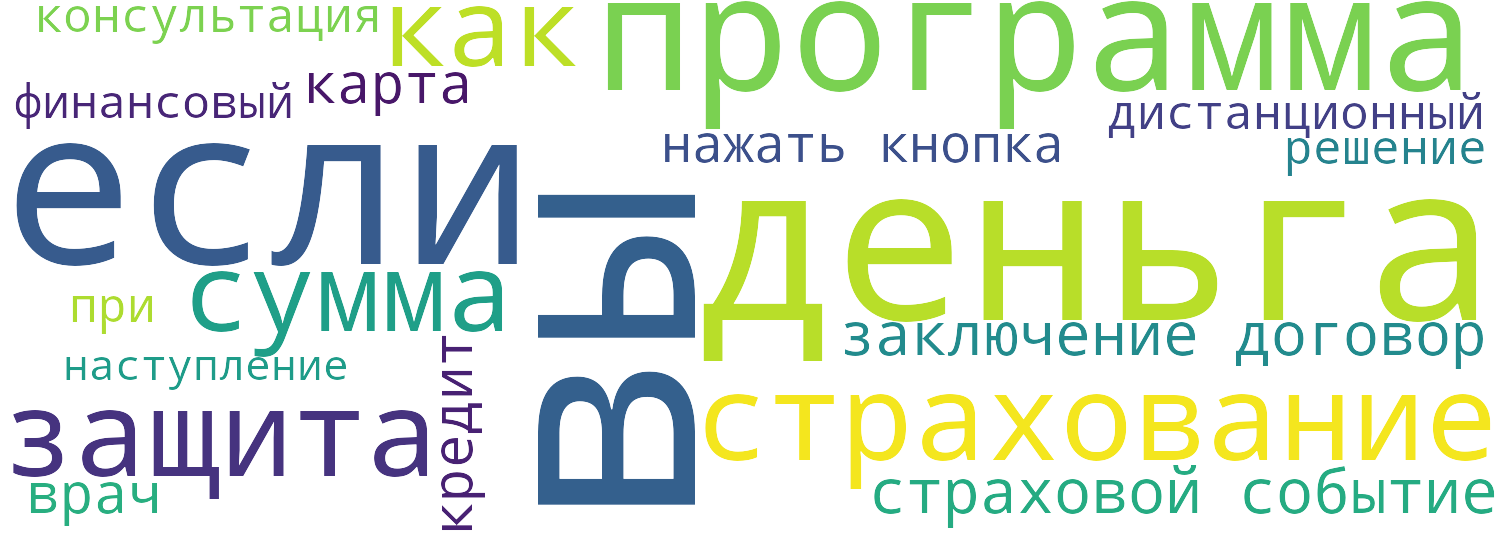 консультация
как
программа
финансовый
карта
дистанционный
если
нажать кнопка
решение
вы
деньга
сумма
при
заключение договор
наступление
кредит
защита
страхование
врач
страховой событие